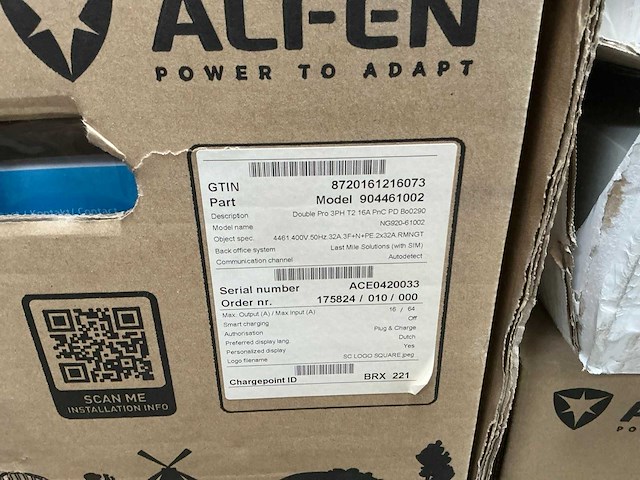 ALFEN
POWER TO ADAPT
GTIN 8720161216073
Part Model 904461002
Description Double Pro 3PH T2 16A PnC PD Bo0290
Model name NG920-61002
Object spec. 4461 400V.50Hz.32A.3F+N+PE.2x32A.RMNGT
Back office system Last Mile Solutions (with SIM)
Communication channel Autodetect
Serial number ACE0420033
Order nr. 175824 / 010 / 000
Max. Output (A) / Max Input (A) 16 / 64
Smart charging Off
Authorisation Plug & Charge
Preferred display lang. Dutch
Personalized display Yes
Logo filename SC LOGO SQUARE.jpeg
Chargepoint ID BRX 221
SCAN ME
INSTALLATION INFO
A
PO